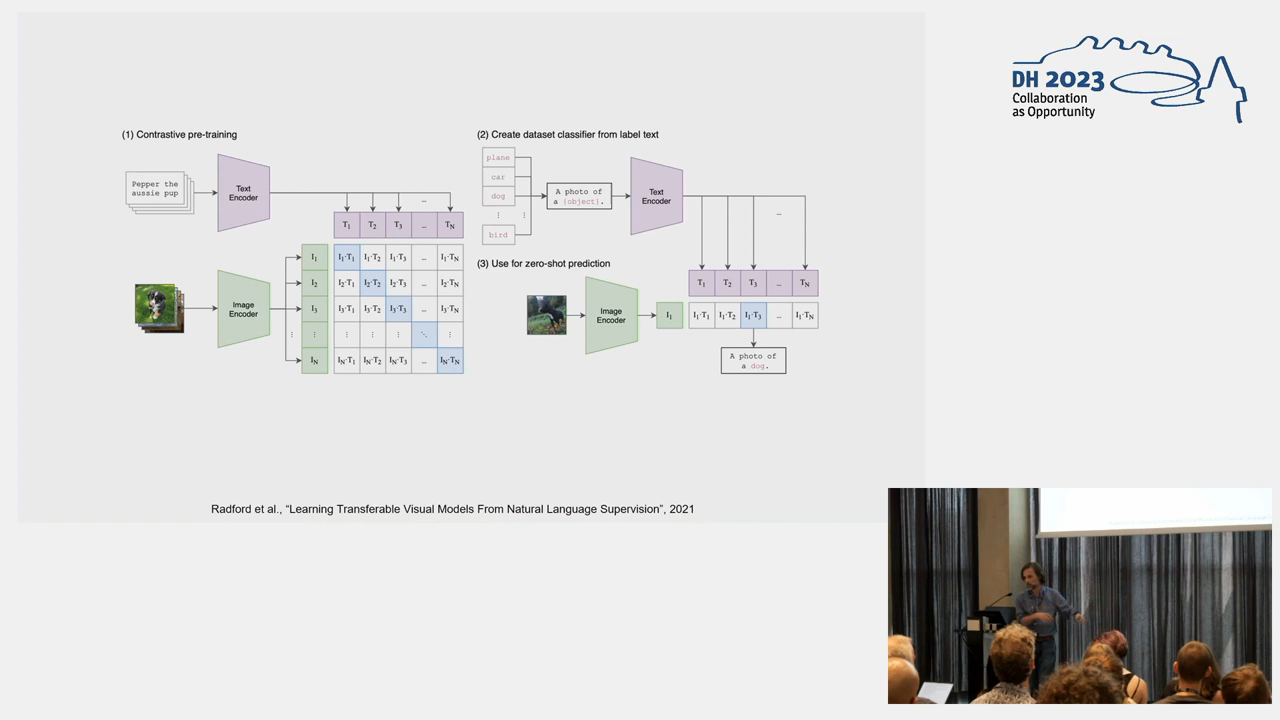 DH 2023
Collaboration
as Opportunity
(1) Contrastive pre-training
Pepper the
aussie pup
Text
Encoder
...
T1 T2 T3 ... TN
I1 I1·T1 I1·T2 I1·T3 ... I1·TN
I2 I2·T1 I2·T2 I2·T3 ... I2·TN
I3 I3·T1 I3·T2 I3·T3 ... I3·TN
⋮ ⋮ ⋮ ⋮ ⋮ ⋱ ⋮
IN IN·T1 IN·T2 IN·T3 ... IN·TN
Image
Encoder
(2) Create dataset classifier from label text
plane
car
dog
⋮ ⋮
bird
A photo of
a {object}.
Text
Encoder
...
(3) Use for zero-shot prediction
T1 T2 T3 ... TN
Image
Encoder
I1 I1·T1 I1·T2 I1·T3 ... I1·TN
A photo of
a dog.
Radford et al., “Learning Transferable Visual Models From Natural Language Supervision”, 2021